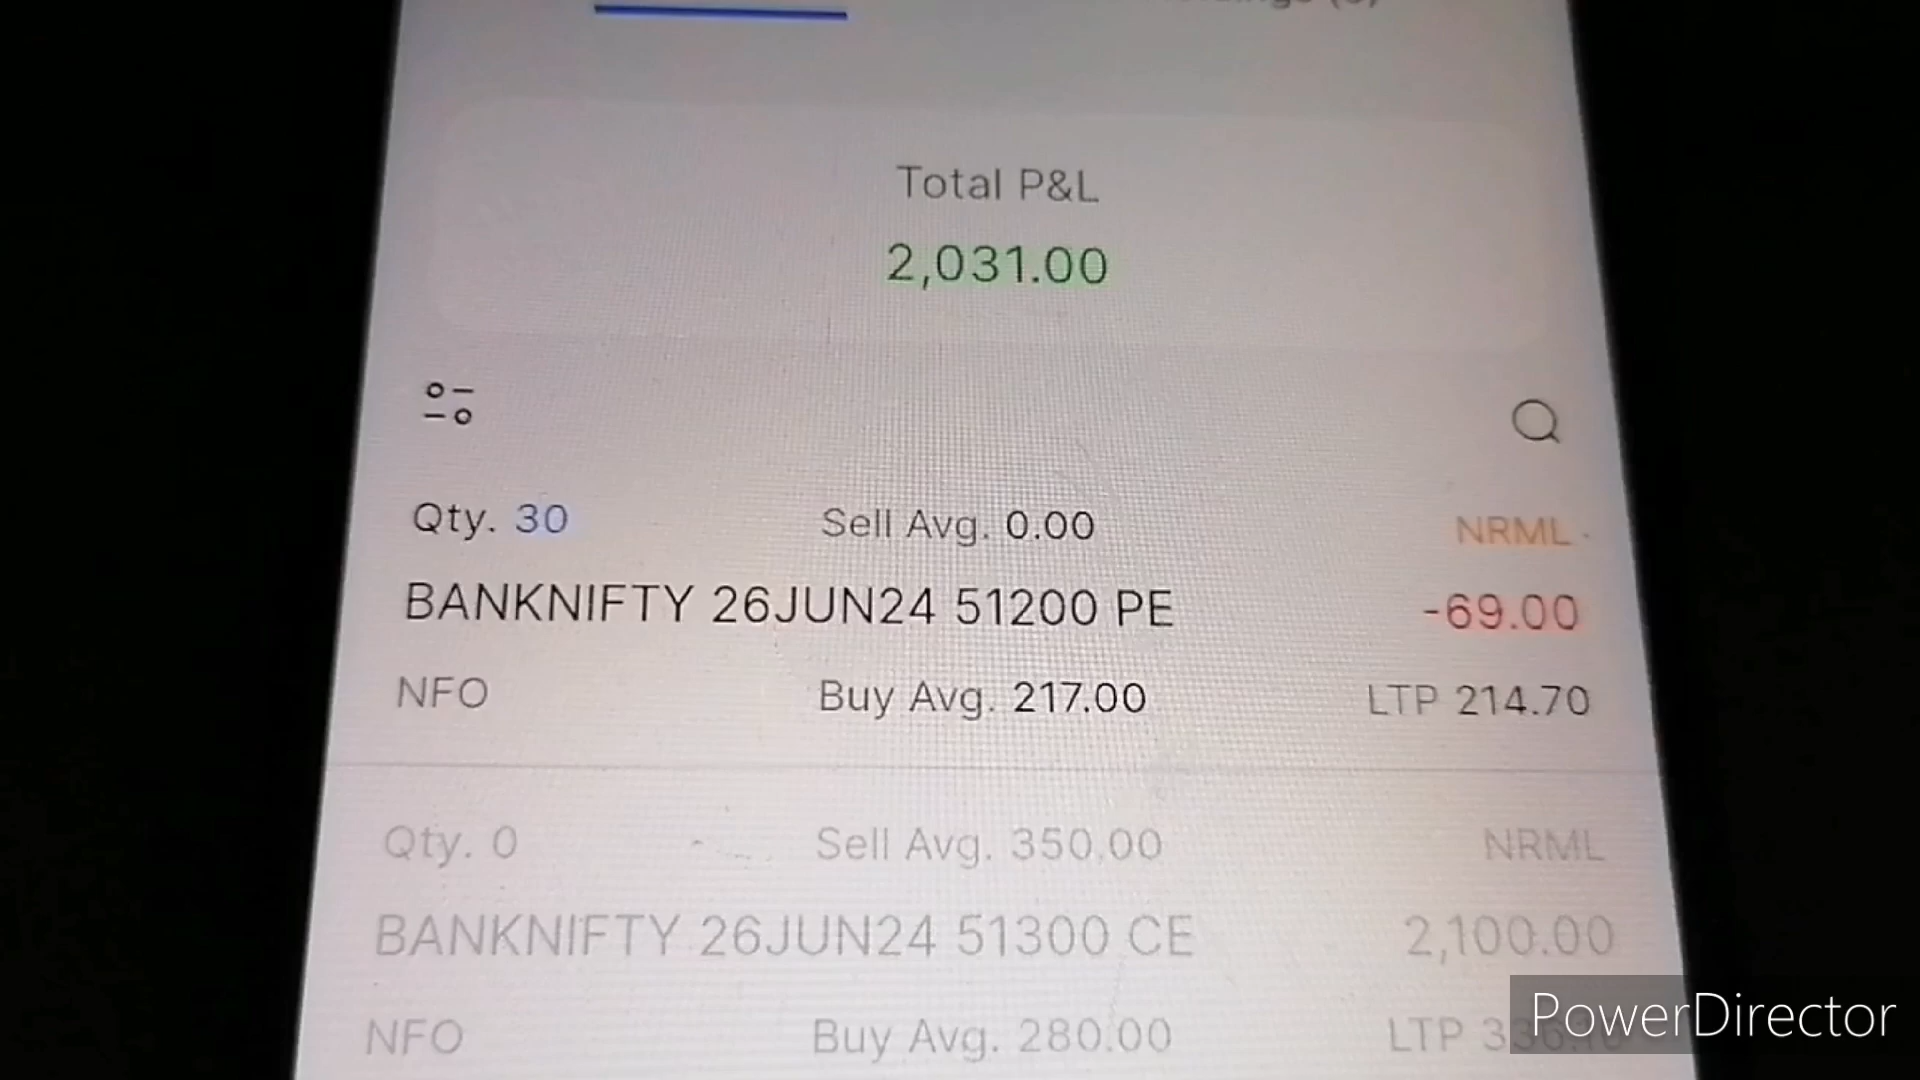 Total P&L
2,031.00
Qty. 30 Sell Avg. 0.00 NRML
BANKNIFTY 26JUN24 51200 PE -69.00
NFO Buy Avg. 217.00 LTP 214.70
Qty. 0 Sell Avg. 350.00 NRML
BANKNIFTY 26JUN24 51300 CE 2,100.00
NFO Buy Avg. 280.00 LTP
PowerDirector